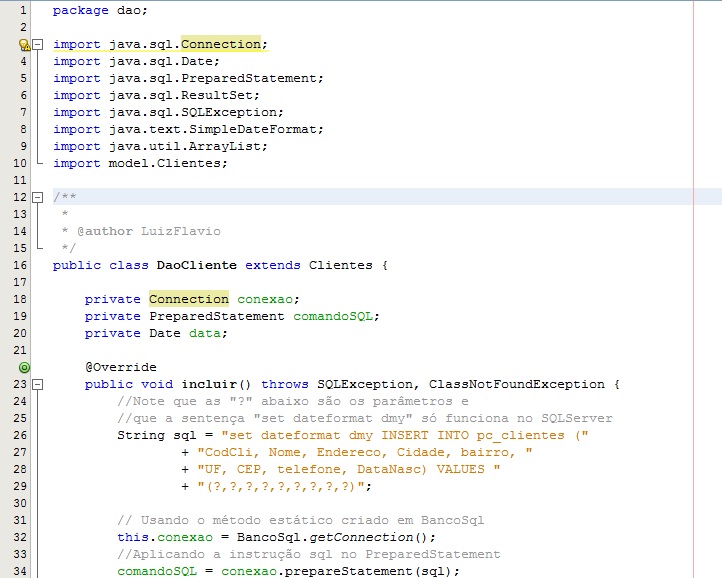 1 package dao;
2
3 import java.sql.Connection;
4 import java.sql.Date;
5 import java.sql.PreparedStatement;
6 import java.sql.ResultSet;
7 import java.sql.SQLException;
8 import java.text.SimpleDateFormat;
9 import java.util.ArrayList;
10 import model.Clientes;
11
12 /**
13 *
14 * @author LuizFlavio
15 */
16 public class DaoCliente extends Clientes {
17
18 private Connection conexao;
19 private PreparedStatement comandoSQL;
20 private Date data;
21
@Override
23 public void incluir() throws SQLException, ClassNotFoundException {
24 //Note que as "?" abaixo são os parâmetros e
25 //que a sentença "set dateformat dmy" só funciona no SQLServer
26 String sql = "set dateformat dmy INSERT INTO pc_clientes ("
27 + "CodCli, Nome, Endereco, Cidade, bairro, "
28 + "UF, CEP, telefone, DataNasc) VALUES "
29 + "(?,?,?,?,?,?,?,?,?)";
30
31 // Usando o método estático criado em BancoSql
32 this.conexao = BancoSql.getConnection();
33 //Aplicando a instrução sql no PreparedStatement
34 comandoSQL = conexao.prepareStatement(sql);